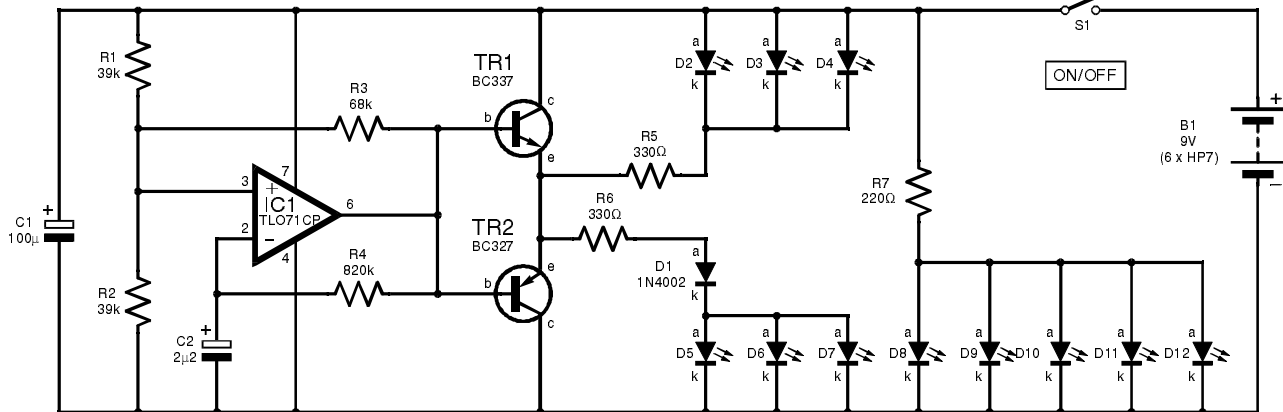 S1
ON/OFF
R1
39k
R3
68k
TR1
BC337
b
c
e
R5
330Ω
a
D2
k
a
D3
a
D4
k
B1
9V
(6 x HP7)
+
−
R7
220Ω
C1
100µ
+
3
2
7
6
4
+
−
IC1
TLO71CP
R4
820k
R2
39k
C2
2µ2
+
TR2
BC327
b
e
c
R6
330Ω
D1
1N4002
a
k
a
D5
k
a
D6
k
a
D7
k
a
D8
k
a
D9
k
a
D10
k
a
D11
k
a
D12
k